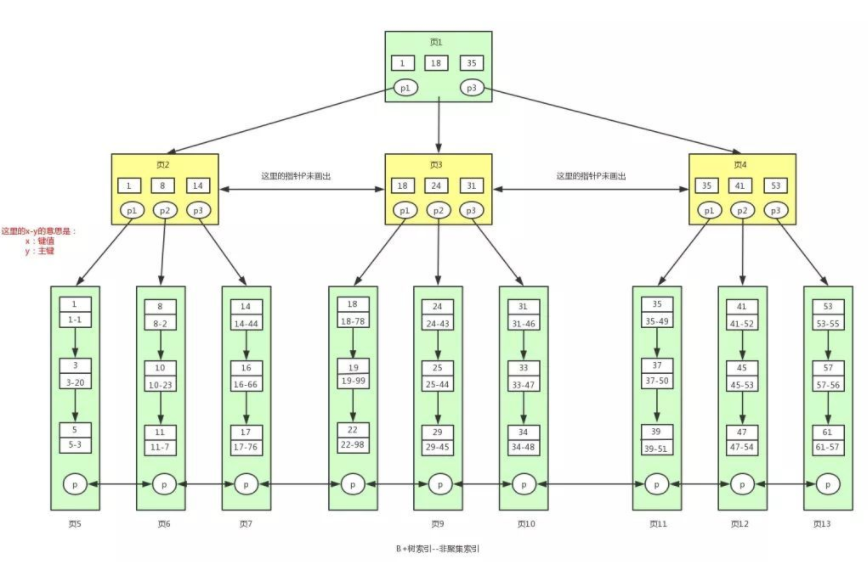 页1
1 18 35
p1 p3
页2
1 8 14
p1 p2 p3
这里的指针P未画出
页3
18 24 31
p1 p2 p3
这里的指针P未画出
页4
35 41 53
p1 p2 p3
这里的x-y的意思是：
x：键值
y：主键
1
1-1
3
3-20
5
5-3
p
页5
8
8-2
10
10-23
11
11-7
p
页6
14
14-44
16
16-66
17
17-76
p
页7
18
18-78
19
19-99
22
22-98
p
24
24-43
25
25-44
29
29-45
p
页9
31
31-46
33
33-47
34
34-48
p
页10
35
35-49
37
37-50
39
39-51
p
页11
41
41-52
45
45-53
47
47-54
p
页12
53
53-55
57
57-56
61
61-57
p
页13
B+树索引--非聚集索引